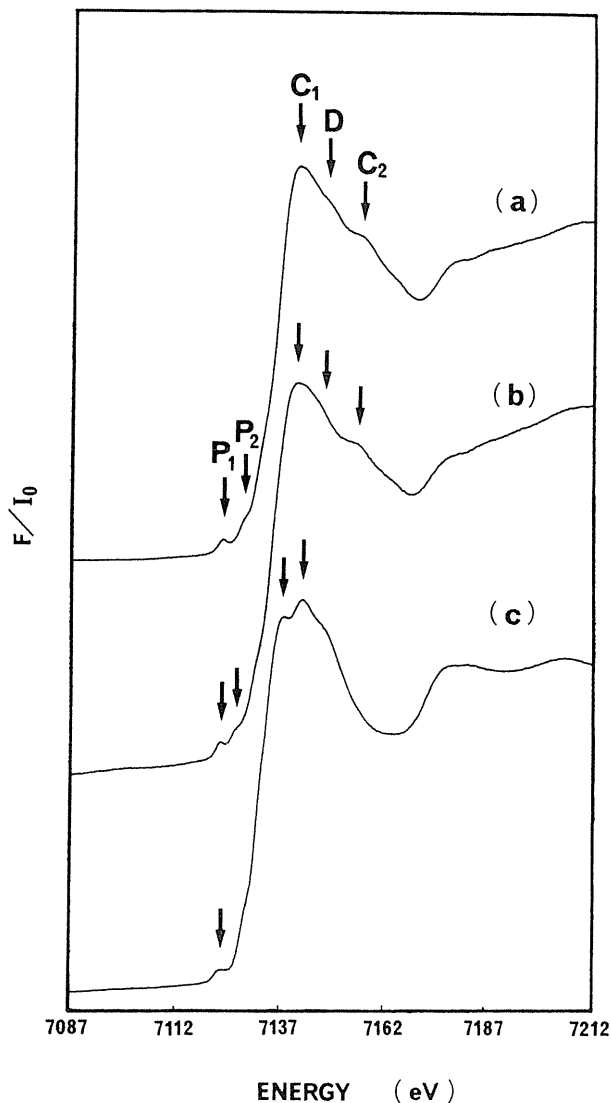 C₁
D
C₂
(a)
(b)
P₁ P₂
F/I₀
(c)
7087 7112 7137 7162 7187 7212
ENERGY (eV)